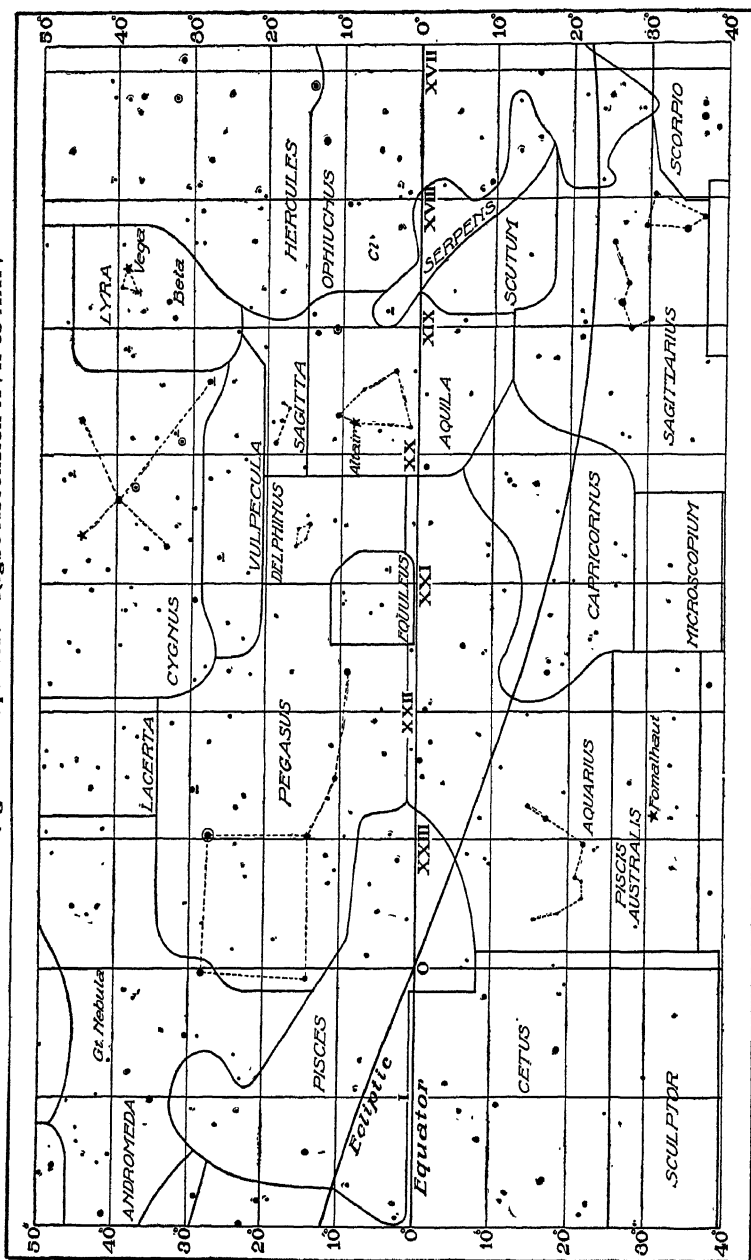 50°
40°
30°
20°
10°
0°
10°
20°
30°
40°
ANDROMEDA
Gt. Nebula
LACERTA
CYGNUS
LYRA
Vega
Beta
HERCULES
OPHIUCHUS
VULPECULA
SAGITTA
DELPHINUS
PEGASUS
PISCES
Altair
EQUULEUS
AQUILA
SERPENS
SCUTUM
Ecliptic
Equator
I
O
XXIII
XXII
XXI
XX
XIX
XVIII
XVII
CETUS
AQUARIUS
CAPRICORNUS
SAGITIARIUS
SCORPIO
SCULPTOR
PISCIS
AUSTRALIS
Fomalhaut
MICROSCOPIUM
50°
40°
30°
20°
10°
0°
10°
20°
30°
40°